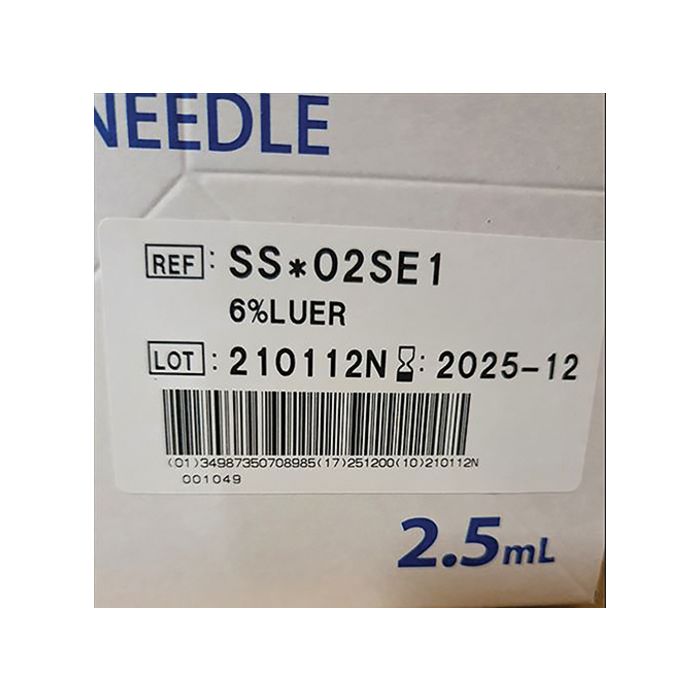 NEEDLE
REF : SS*02SE1
6%LUER
LOT : 210112N : 2025-12
(01)34987350708985(17)251200(10)210112N
001049
2.5mL